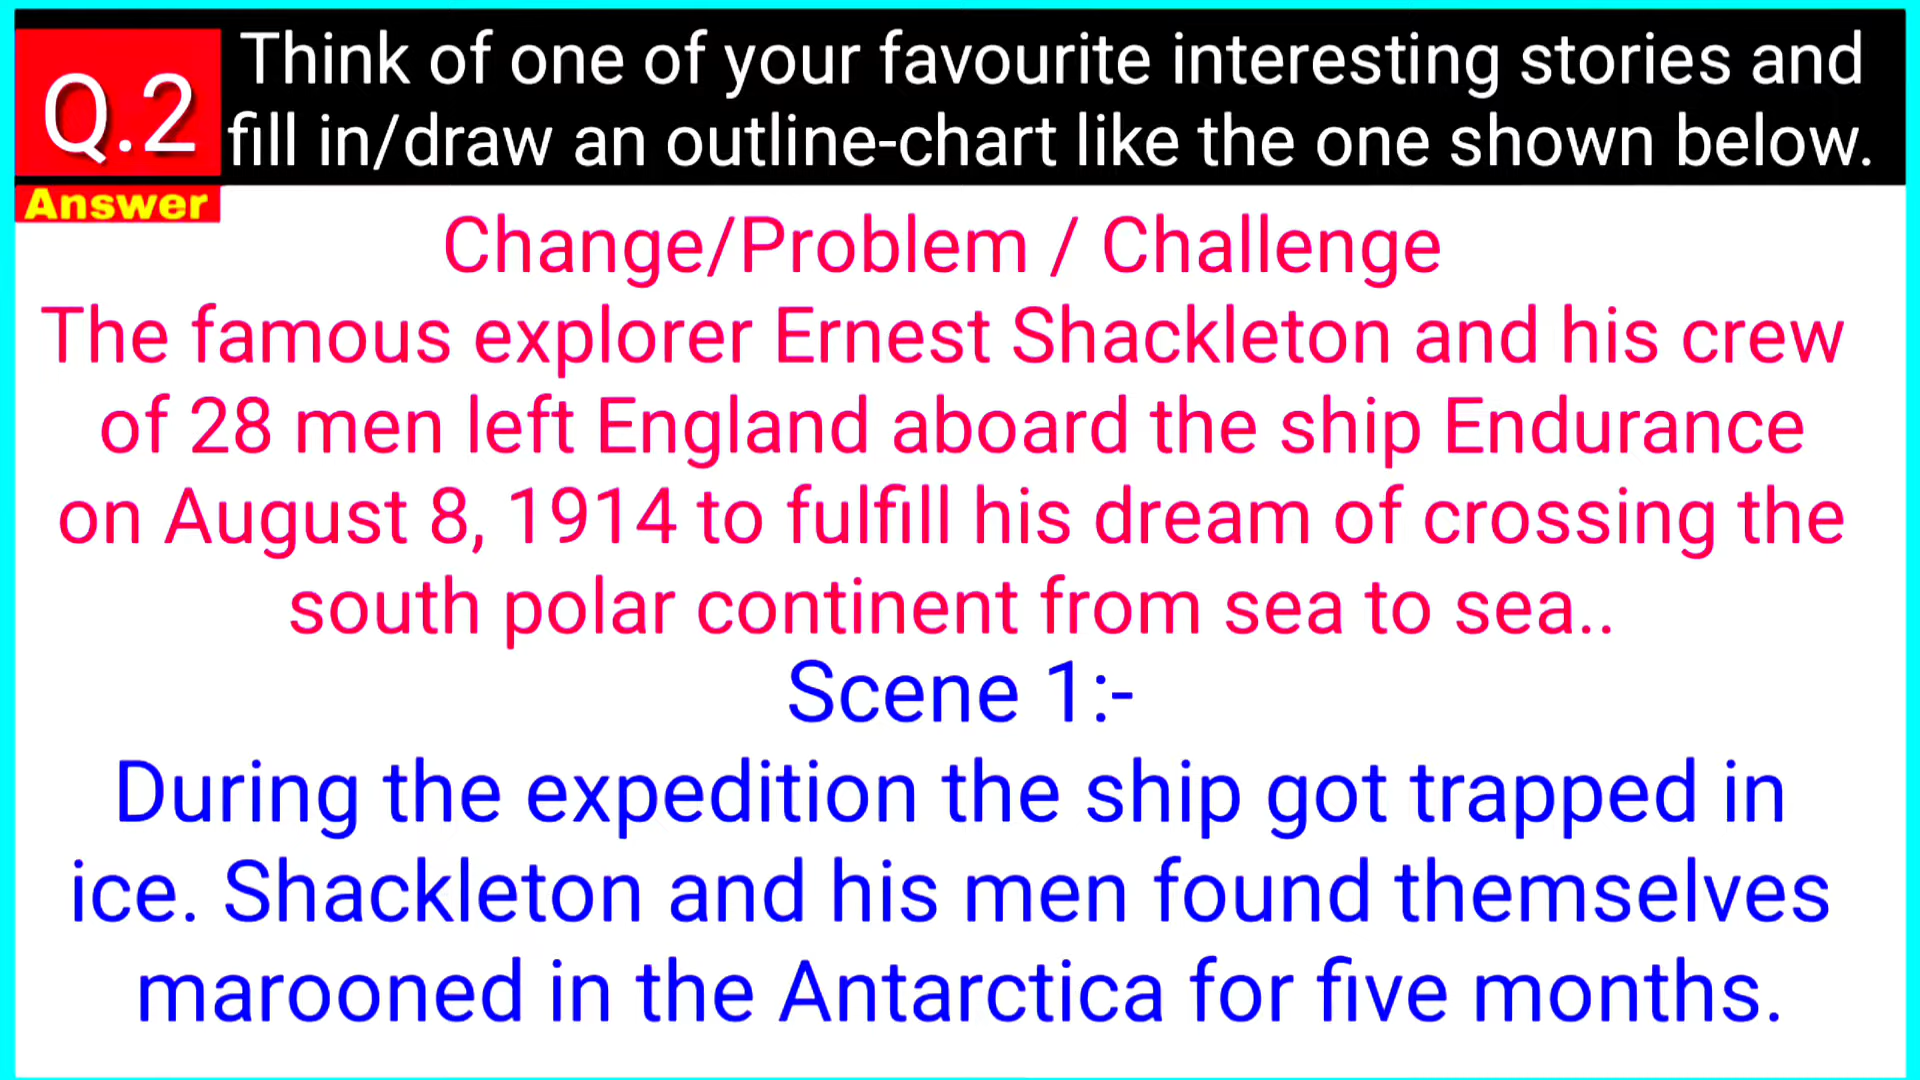 Q.2
Think of one of your favourite interesting stories and
fill in/draw an outline-chart like the one shown below.
Answer
Change/Problem / Challenge
The famous explorer Ernest Shackleton and his crew
of 28 men left England aboard the ship Endurance
on August 8, 1914 to fulfill his dream of crossing the
south polar continent from sea to sea..
Scene 1:-
During the expedition the ship got trapped in
ice. Shackleton and his men found themselves
marooned in the Antarctica for five months.